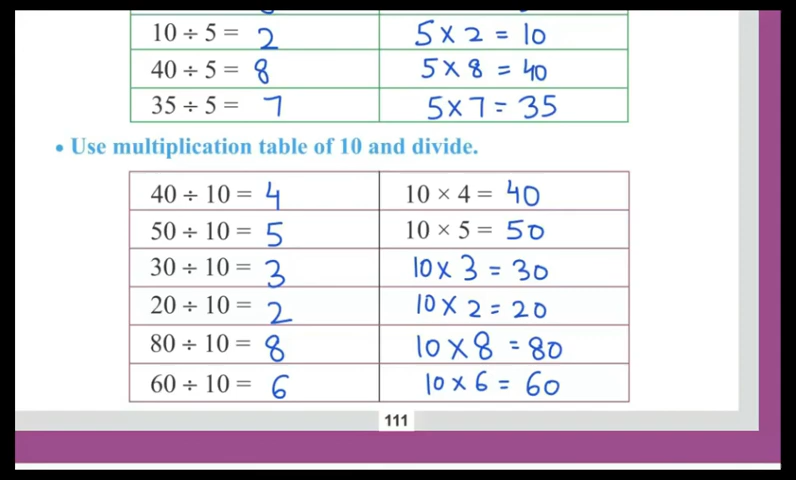 10 ÷ 5 = 2 5 × 2 = 10
40 ÷ 5 = 8 5 × 8 = 40
35 ÷ 5 = 7 5 × 7 = 35
• Use multiplication table of 10 and divide.
40 ÷ 10 = 4 10 × 4 = 40
50 ÷ 10 = 5 10 × 5 = 50
30 ÷ 10 = 3 10 × 3 = 30
20 ÷ 10 = 2 10 × 2 = 20
80 ÷ 10 = 8 10 × 8 = 80
60 ÷ 10 = 6 10 × 6 = 60
111